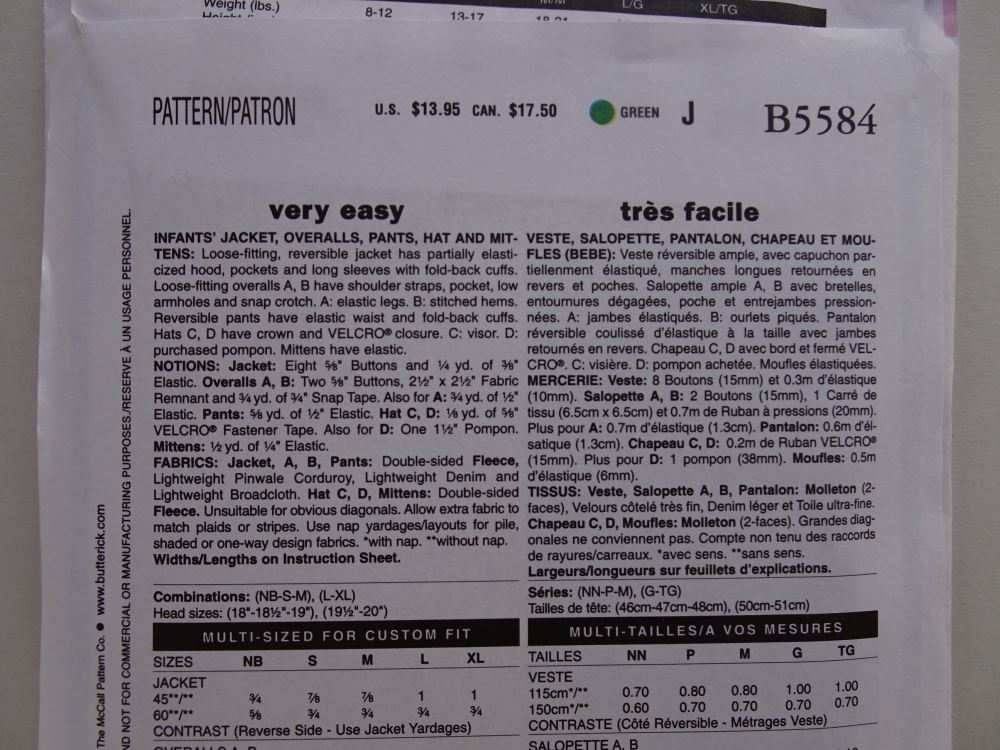 Weight (lbs.) 8-12 13-17 L/G XL/TG
PATTERN/PATRON U.S. $13.95 CAN. $17.50 GREEN J B5584
very easy
INFANTS' JACKET, OVERALLS, PANTS, HAT AND MIT-
TENS: Loose-fitting, reversible jacket has partially elasti-
cized hood, pockets and long sleeves with fold-back cuffs.
Loose-fitting overalls A, B have shoulder straps, pocket, low
armholes and snap crotch. A: elastic legs. B: stitched hems.
Reversible pants have elastic waist and fold-back cuffs.
Hats C, D have crown and VELCRO® closure. C: visor. D:
purchased pompon. Mittens have elastic.
NOTIONS: Jacket: Eight ⅝" Buttons and ¼ yd. of ⅜"
Elastic. Overalls A, B: Two ⅝" Buttons, 2½" x 2½" Fabric
Remnant and ¾ yd. of ¾" Snap Tape. Also for A: ¾ yd. of ½"
Elastic. Pants: ⅝ yd. of ½" Elastic. Hat C, D: ⅛ yd. of ⅝"
VELCRO® Fastener Tape. Also for D: One 1½" Pompon.
Mittens: ½ yd. of ¼" Elastic.
FABRICS: Jacket, A, B, Pants: Double-sided Fleece,
Lightweight Pinwale Corduroy, Lightweight Denim and
Lightweight Broadcloth. Hat C, D, Mittens: Double-sided
Fleece. Unsuitable for obvious diagonals. Allow extra fabric to
match plaids or stripes. Use nap yardages/layouts for pile,
shaded or one-way design fabrics. *with nap. **without nap.
Widths/Lengths on Instruction Sheet.
Combinations: (NB-S-M), (L-XL)
Head sizes: (18"-18½"-19"), (19½"-20")
MULTI-SIZED FOR CUSTOM FIT
SIZES NB S M L XL
JACKET
45"*/** ¾ ⅞ ⅞ 1 1
60"*/** ⅝ ¾ ¾ ¾ ¾
CONTRAST (Reverse Side - Use Jacket Yardages)
OVERALLS A, B
très facile
VESTE, SALOPETTE, PANTALON, CHAPEAU ET MOU-
FLES (BEBE): Veste réversible ample, avec capuchon par-
tiellenment élastiqué, manches longues retournées en
revers et poches. Salopette ample A, B avec bretelles,
entournures dégagées, poche et entrejambes pression-
nées. A: jambes élastiqués. B: ourlets piqués. Pantalon
réversible coulissé d'élastique à la taille avec jambes
retournés en revers. Chapeau C, D avec bord et fermé VEL-
CRO®. C: visière. D: pompon achetée. Moufles élastiquées.
MERCERIE: Veste: 8 Boutons (15mm) et 0.3m d'élastique
(10mm). Salopette A, B: 2 Boutons (15mm), 1 Carré de
tissu (6.5cm x 6.5cm) et 0.7m de Ruban à pressions (20mm).
Plus pour A: 0.7m d'élastique (1.3cm). Pantalon: 0.6m d'él-
satique (1.3cm). Chapeau C, D: 0.2m de Ruban VELCRO®
(15mm). Plus pour D: 1 pompon (38mm). Moufles: 0.5m
d'élastique (6mm).
TISSUS: Veste, Salopette A, B, Pantalon: Molleton (2-
faces), Velours côtelé très fin, Denim léger et Toile ultra-fine.
Chapeau C, D, Moufles: Molleton (2-faces). Grandes diag-
onales ne conviennent pas. Compte non tenu des raccords
de rayures/carreaux. *avec sens. **sans sens.
Largeurs/longueurs sur feuillets d'explications.
Séries: (NN-P-M), (G-TG)
Tailles de tête: (46cm-47cm-48cm), (50cm-51cm)
MULTI-TAILLES/A VOS MESURES
TAILLES NN P M G TG
VESTE
115cm*/** 0.70 0.80 0.80 1.00 1.00
150cm*/** 0.60 0.70 0.70 0.70 0.70
CONTRASTE (Côté Réversible - Métrages Veste)
SALOPETTE A, B
The McCall Pattern Co. ● www.butterick.com
ND NOT FOR COMMERCIAL OR MANUFACTURING PURPOSES./RESERVE À UN USAGE PERSONNEL.